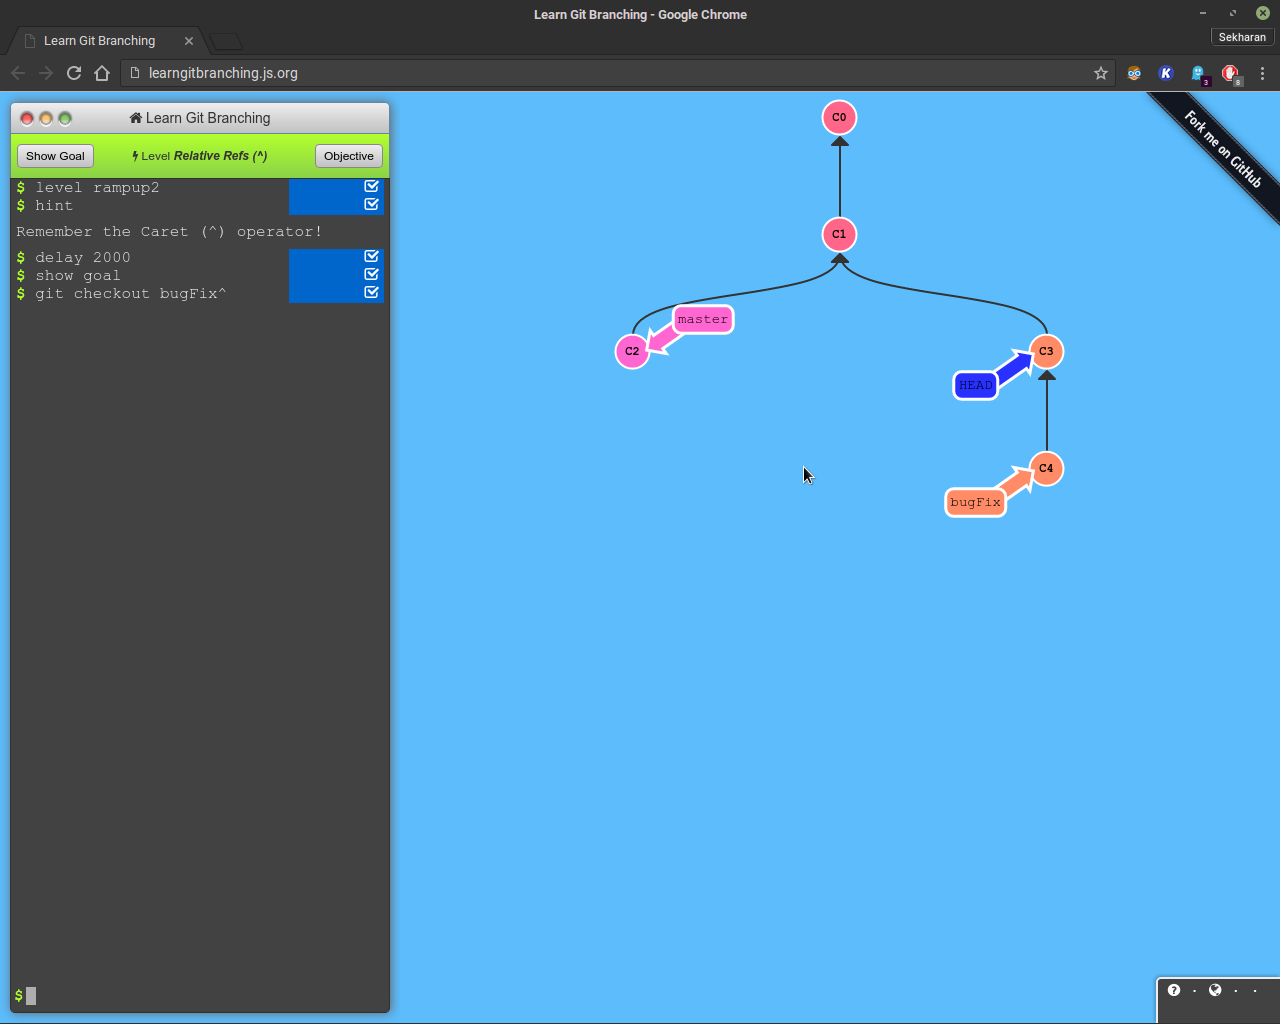 Learn Git Branching - Google Chrome
Learn Git Branching
Sekharan
learngitbranching.js.org
K
3
8
Learn Git Branching
Show Goal
Level Relative Refs (^)
Objective
$ level rampup2
$ hint
Remember the Caret (^) operator!
$ delay 2000
$ show goal
$ git checkout bugFix^
$
C0
C1
master
C2
C3
HEAD
C4
bugFix
Fork me on GitHub
?